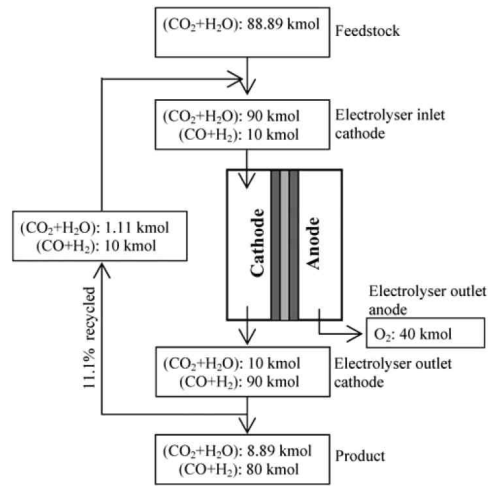 (CO₂+H₂O): 88.89 kmol
Feedstock
(CO₂+H₂O): 90 kmol
(CO+H₂): 10 kmol
Electrolyser inlet
cathode
(CO₂+H₂O): 1.11 kmol
(CO+H₂): 10 kmol
Cathode
Anode
Electrolyser outlet
anode
O₂: 40 kmol
11.1% recycled
(CO₂+H₂O): 10 kmol
(CO+H₂): 90 kmol
Electrolyser outlet
cathode
(CO₂+H₂O): 8.89 kmol
(CO+H₂): 80 kmol
Product